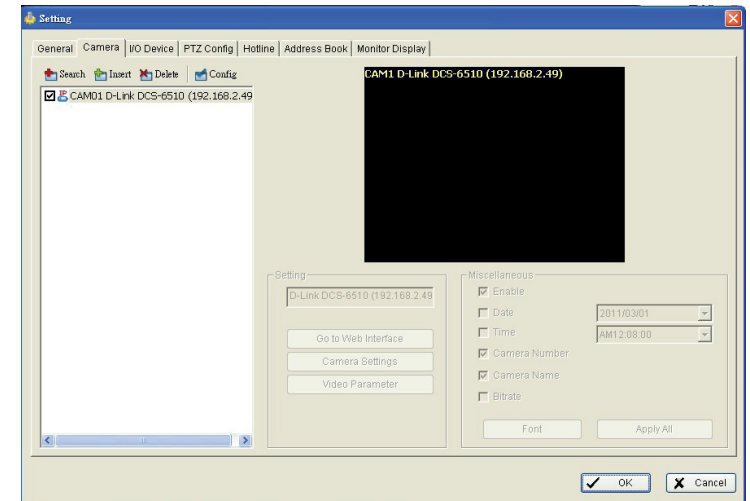 Setting
General Camera I/O Device PTZ Config Hotline Address Book Monitor Display
Search Insert Delete Config
CAM01 D-Link DCS-6510 (192.168.2.49
CAM1 D-Link DCS-6510 (192.168.2.49)
Setting
D-Link DCS-6510 (192.168.2.49
Go to Web Interface
Camera Settings
Video Parameter
Miscellaneous
Enable
Date 2011/03/01
Time AM12:08:00
Camera Number
Camera Name
Bitrate
Font Apply All
OK Cancel